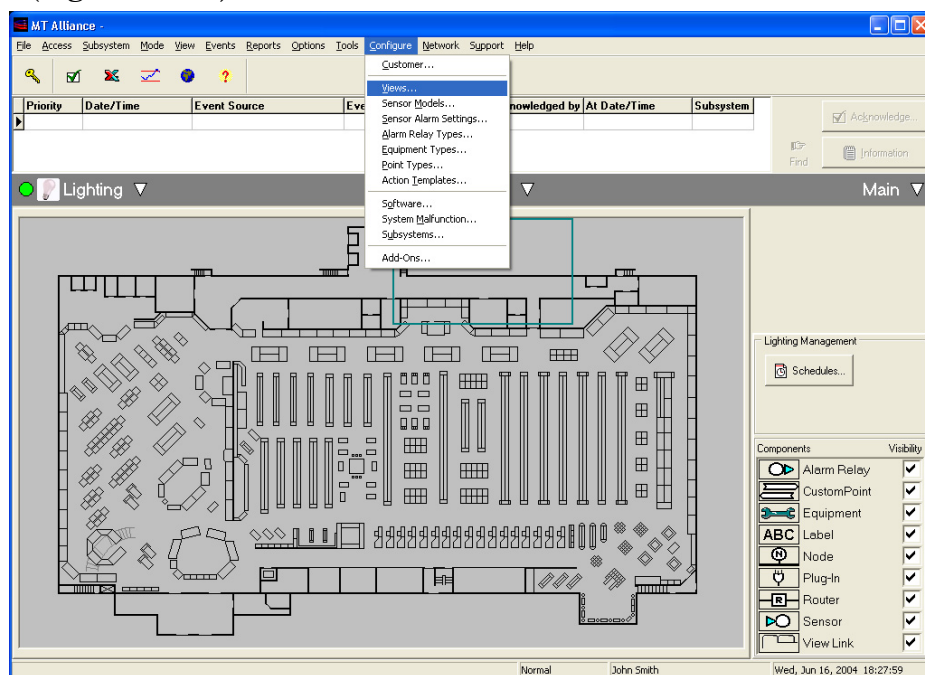 MT Alliance -
File Access Subsystem Mode View Events Reports Options Tools Configure Network Support Help
Customer...
Views...
Sensor Models...
Sensor Alarm Settings...
Alarm Relay Types...
Equipment Types...
Point Types...
Action Templates...
Software...
System Malfunction...
Subsystems...
Add-Ons...
Priority Date/Time Event Source Eve nowledged by At Date/Time Subsystem
Acknowledge...
Find
Information
Lighting
Main
Lighting Management
Schedules...
Components Visibility
Alarm Relay
CustomPoint
Equipment
ABC Label
N Node
Plug-In
R Router
Sensor
View Link
Normal John Smith Wed, Jun 16, 2004 18:27:59